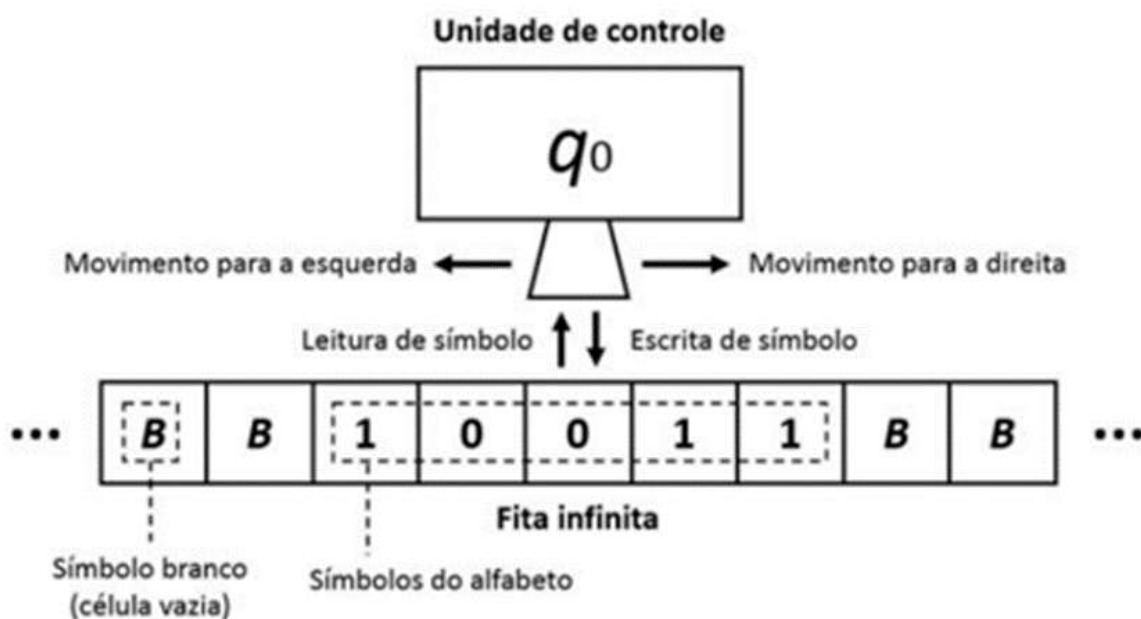 Unidade de controle
q0
Movimento para a esquerda
Movimento para a direita
Leitura de símbolo
Escrita de símbolo
... B B 1 0 0 1 1 B B ...
Fita infinita
Símbolo branco
(célula vazia)
Símbolos do alfabeto